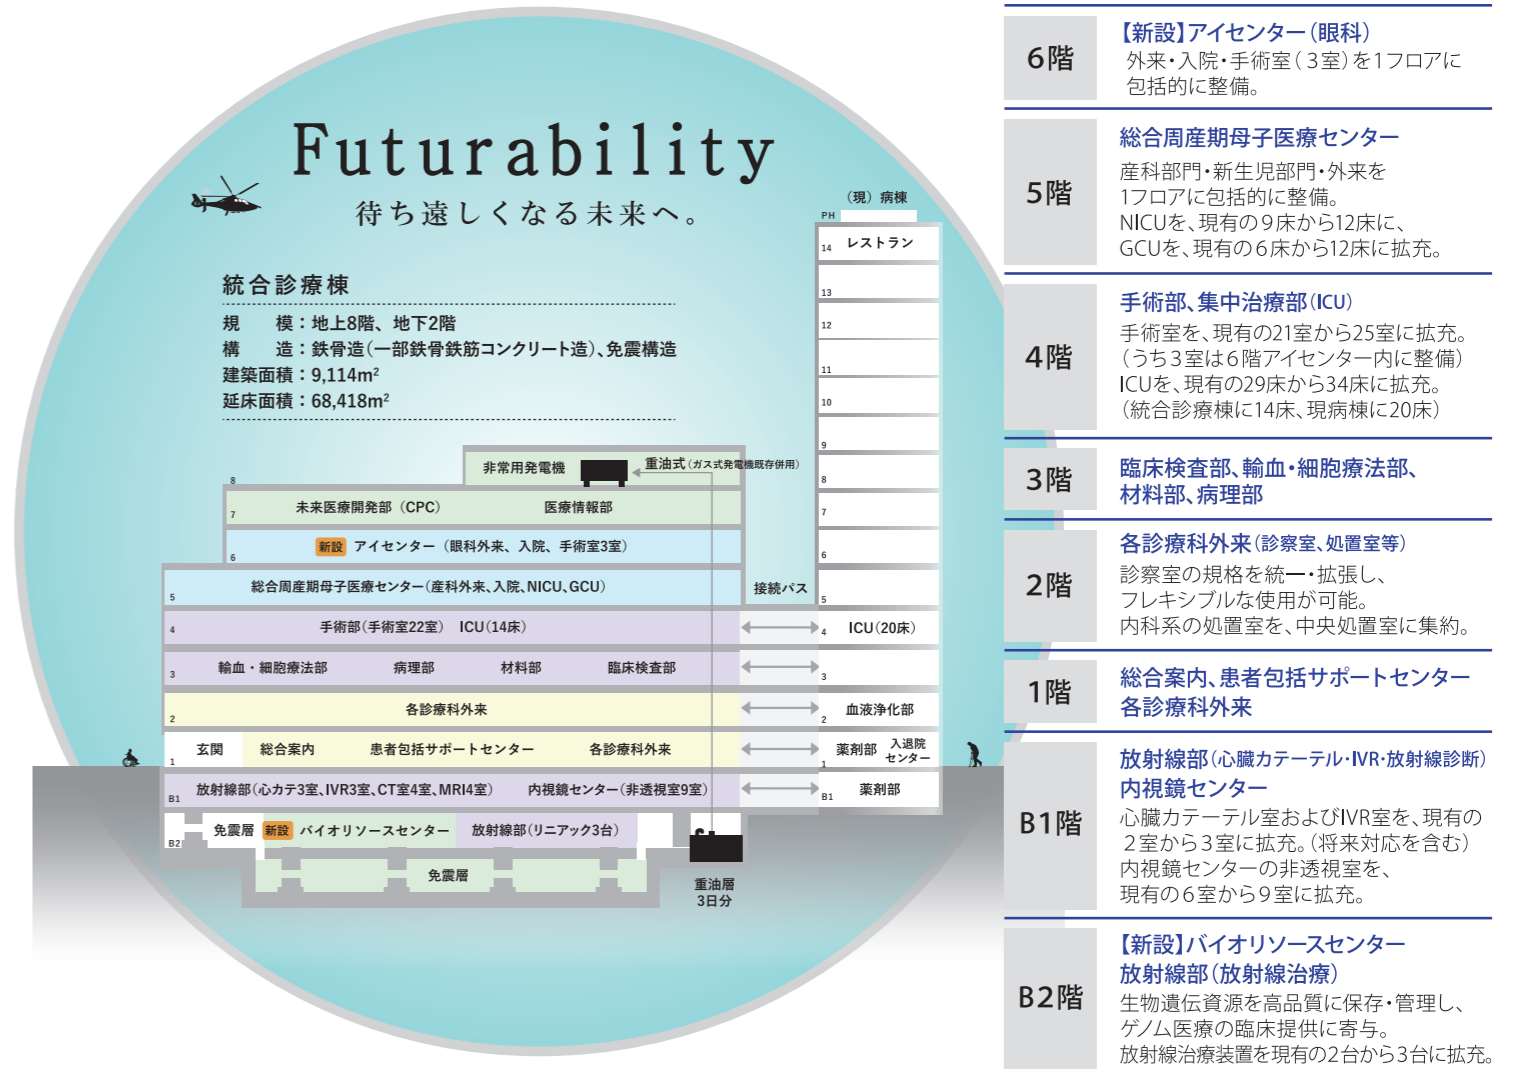 Futurability
待ち遠しくなる未来へ。
統合診療棟
規　　模：地上8階、地下2階
構　　造：鉄骨造(一部鉄骨鉄筋コンクリート造)、免震構造
建築面積：9,114m²
延床面積：68,418m²
(現)病棟
PH
14 レストラン
13
12
11
10
9
8
7
6
5
4 ICU(20床)
3
2 血液浄化部
1 薬剤部 入退院
センター
B1 薬剤部
接続パス
8 非常用発電機 重油式(ガス式発電機既存併用)
7 未来医療開発部(CPC) 医療情報部
6 新設 アイセンター(眼科外来、入院、手術室3室)
5 総合周産期母子医療センター(産科外来、入院、NICU、GCU)
4 手術部(手術室22室) ICU(14床)
3 輸血・細胞療法部 病理部 材料部 臨床検査部
2 各診療科外来
1 玄関 総合案内 患者包括サポートセンター 各診療科外来
B1 放射線部(心カテ3室、IVR3室、CT室4室、MRI4室) 内視鏡センター(非透視室9室)
B2 免震層 新設 バイオリソースセンター 放射線部(リニアック3台)
免震層
重油層
3日分
6階
【新設】アイセンター(眼科)
外来・入院・手術室(3室)を1フロアに
包括的に整備。
5階
総合周産期母子医療センター
産科部門・新生児部門・外来を
1フロアに包括的に整備。
NICUを、現有の9床から12床に、
GCUを、現有の6床から12床に拡充。
4階
手術部、集中治療部(ICU)
手術室を、現有の21室から25室に拡充。
(うち3室は6階アイセンター内に整備)
ICUを、現有の29床から34床に拡充。
(統合診療棟に14床、現病棟に20床)
3階
臨床検査部、輸血・細胞療法部、
材料部、病理部
2階
各診療科外来(診察室、処置室等)
診察室の規格を統一・拡張し、
フレキシブルな使用が可能。
内科系の処置室を、中央処置室に集約。
1階
総合案内、患者包括サポートセンター
各診療科外来
B1階
放射線部(心臓カテーテル・IVR・放射線診断)
内視鏡センター
心臓カテーテル室およびIVR室を、現有の
2室から3室に拡充。(将来対応を含む)
内視鏡センターの非透視室を、
現有の6室から9室に拡充。
B2階
【新設】バイオリソースセンター
放射線部(放射線治療)
生物遺伝資源を高品質に保存・管理し、
ゲノム医療の臨床提供に寄与。
放射線治療装置を現有の2台から3台に拡充。